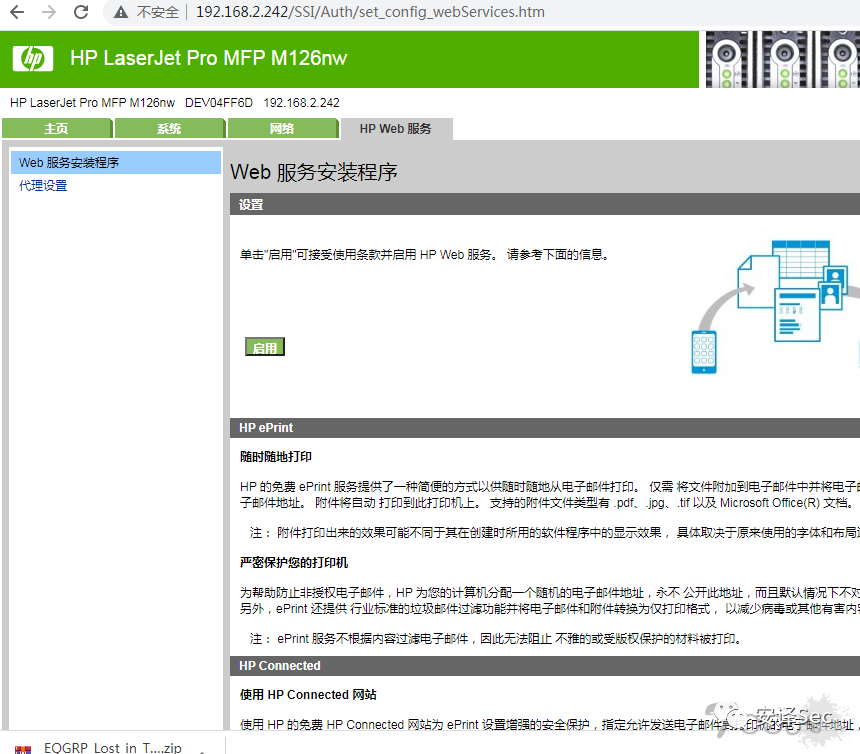 不安全 192.168.2.242/SSI/Auth/set_config_webServices.htm
hp HP LaserJet Pro MFP M126nw
HP LaserJet Pro MFP M126nw DEV04FF6D 192.168.2.242
主页 系统 网络 HP Web 服务
Web 服务安装程序
代理设置
Web 服务安装程序
设置
单击"启用"可接受使用条款并启用 HP Web 服务。 请参考下面的信息。
启用
HP ePrint
随时随地打印
HP 的免费 ePrint 服务提供了一种简便的方式以供随时随地从电子邮件打印。 仅需 将文件附加到电子邮件中并将电子邮
子邮件地址。 附件将自动 打印到此打印机上。 支持的附件文件类型有 .pdf、.jpg、.tif 以及 Microsoft Office(R) 文档。
注： 附件打印出来的效果可能不同于其在创建时所用的软件程序中的显示效果， 具体取决于原来使用的字体和布局
严密保护您的打印机
为帮助防止非授权电子邮件，HP 为您的计算机分配一个随机的电子邮件地址，永不 公开此地址，而且默认情况下不对
另外，ePrint 还提供 行业标准的垃圾邮件过滤功能并将电子邮件和附件转换为仅打印格式， 以减少病毒或其他有害内容
注： ePrint 服务不根据内容过滤电子邮件，因此无法阻止 不雅的或受版权保护的材料被打印。
HP Connected
使用 HP Connected 网站
使用 HP 的免费 HP Connected 网站为 ePrint 设置增强的安全保护，指定允许发送电子邮件到打印机的电子邮件地址，
安译Sec
EQGRP_Lost_in_T....zip